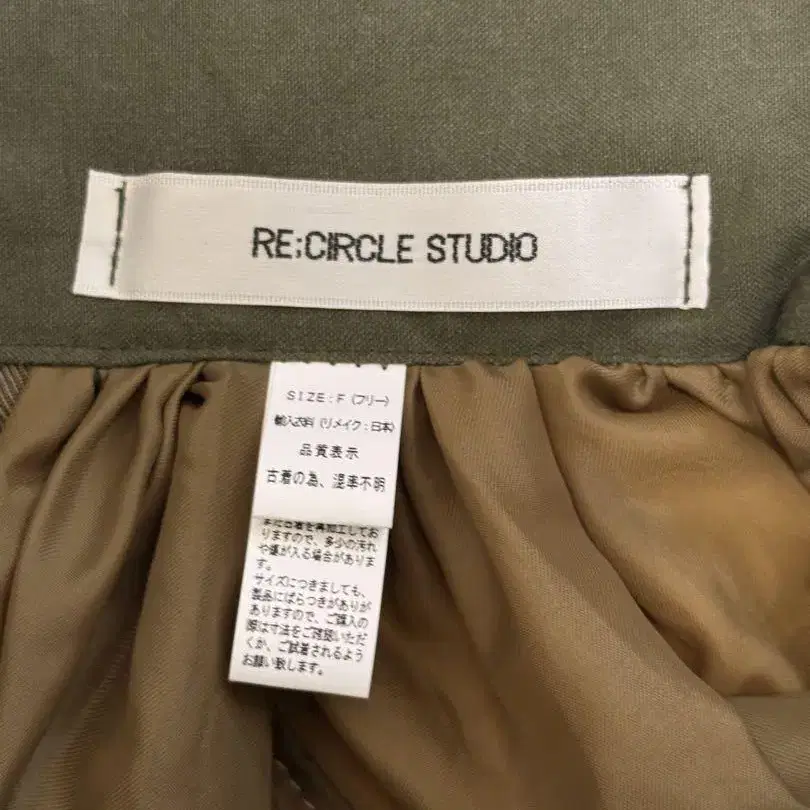 RE;CIRCLE STUDIO
SIZE:F (フリー)
輸入衣料 (リメイク:日本)
品質表示
古着の為、混率不明
また古着を再加工してお
りますので、多少の汚れ
や傷が入る場合がありま
す。
サイズにつきましても、
製品にばらつきがありが
ありますので、ご購入の
際は寸法をご確認いただ
くか、ご試着されるよう
お願い致します。